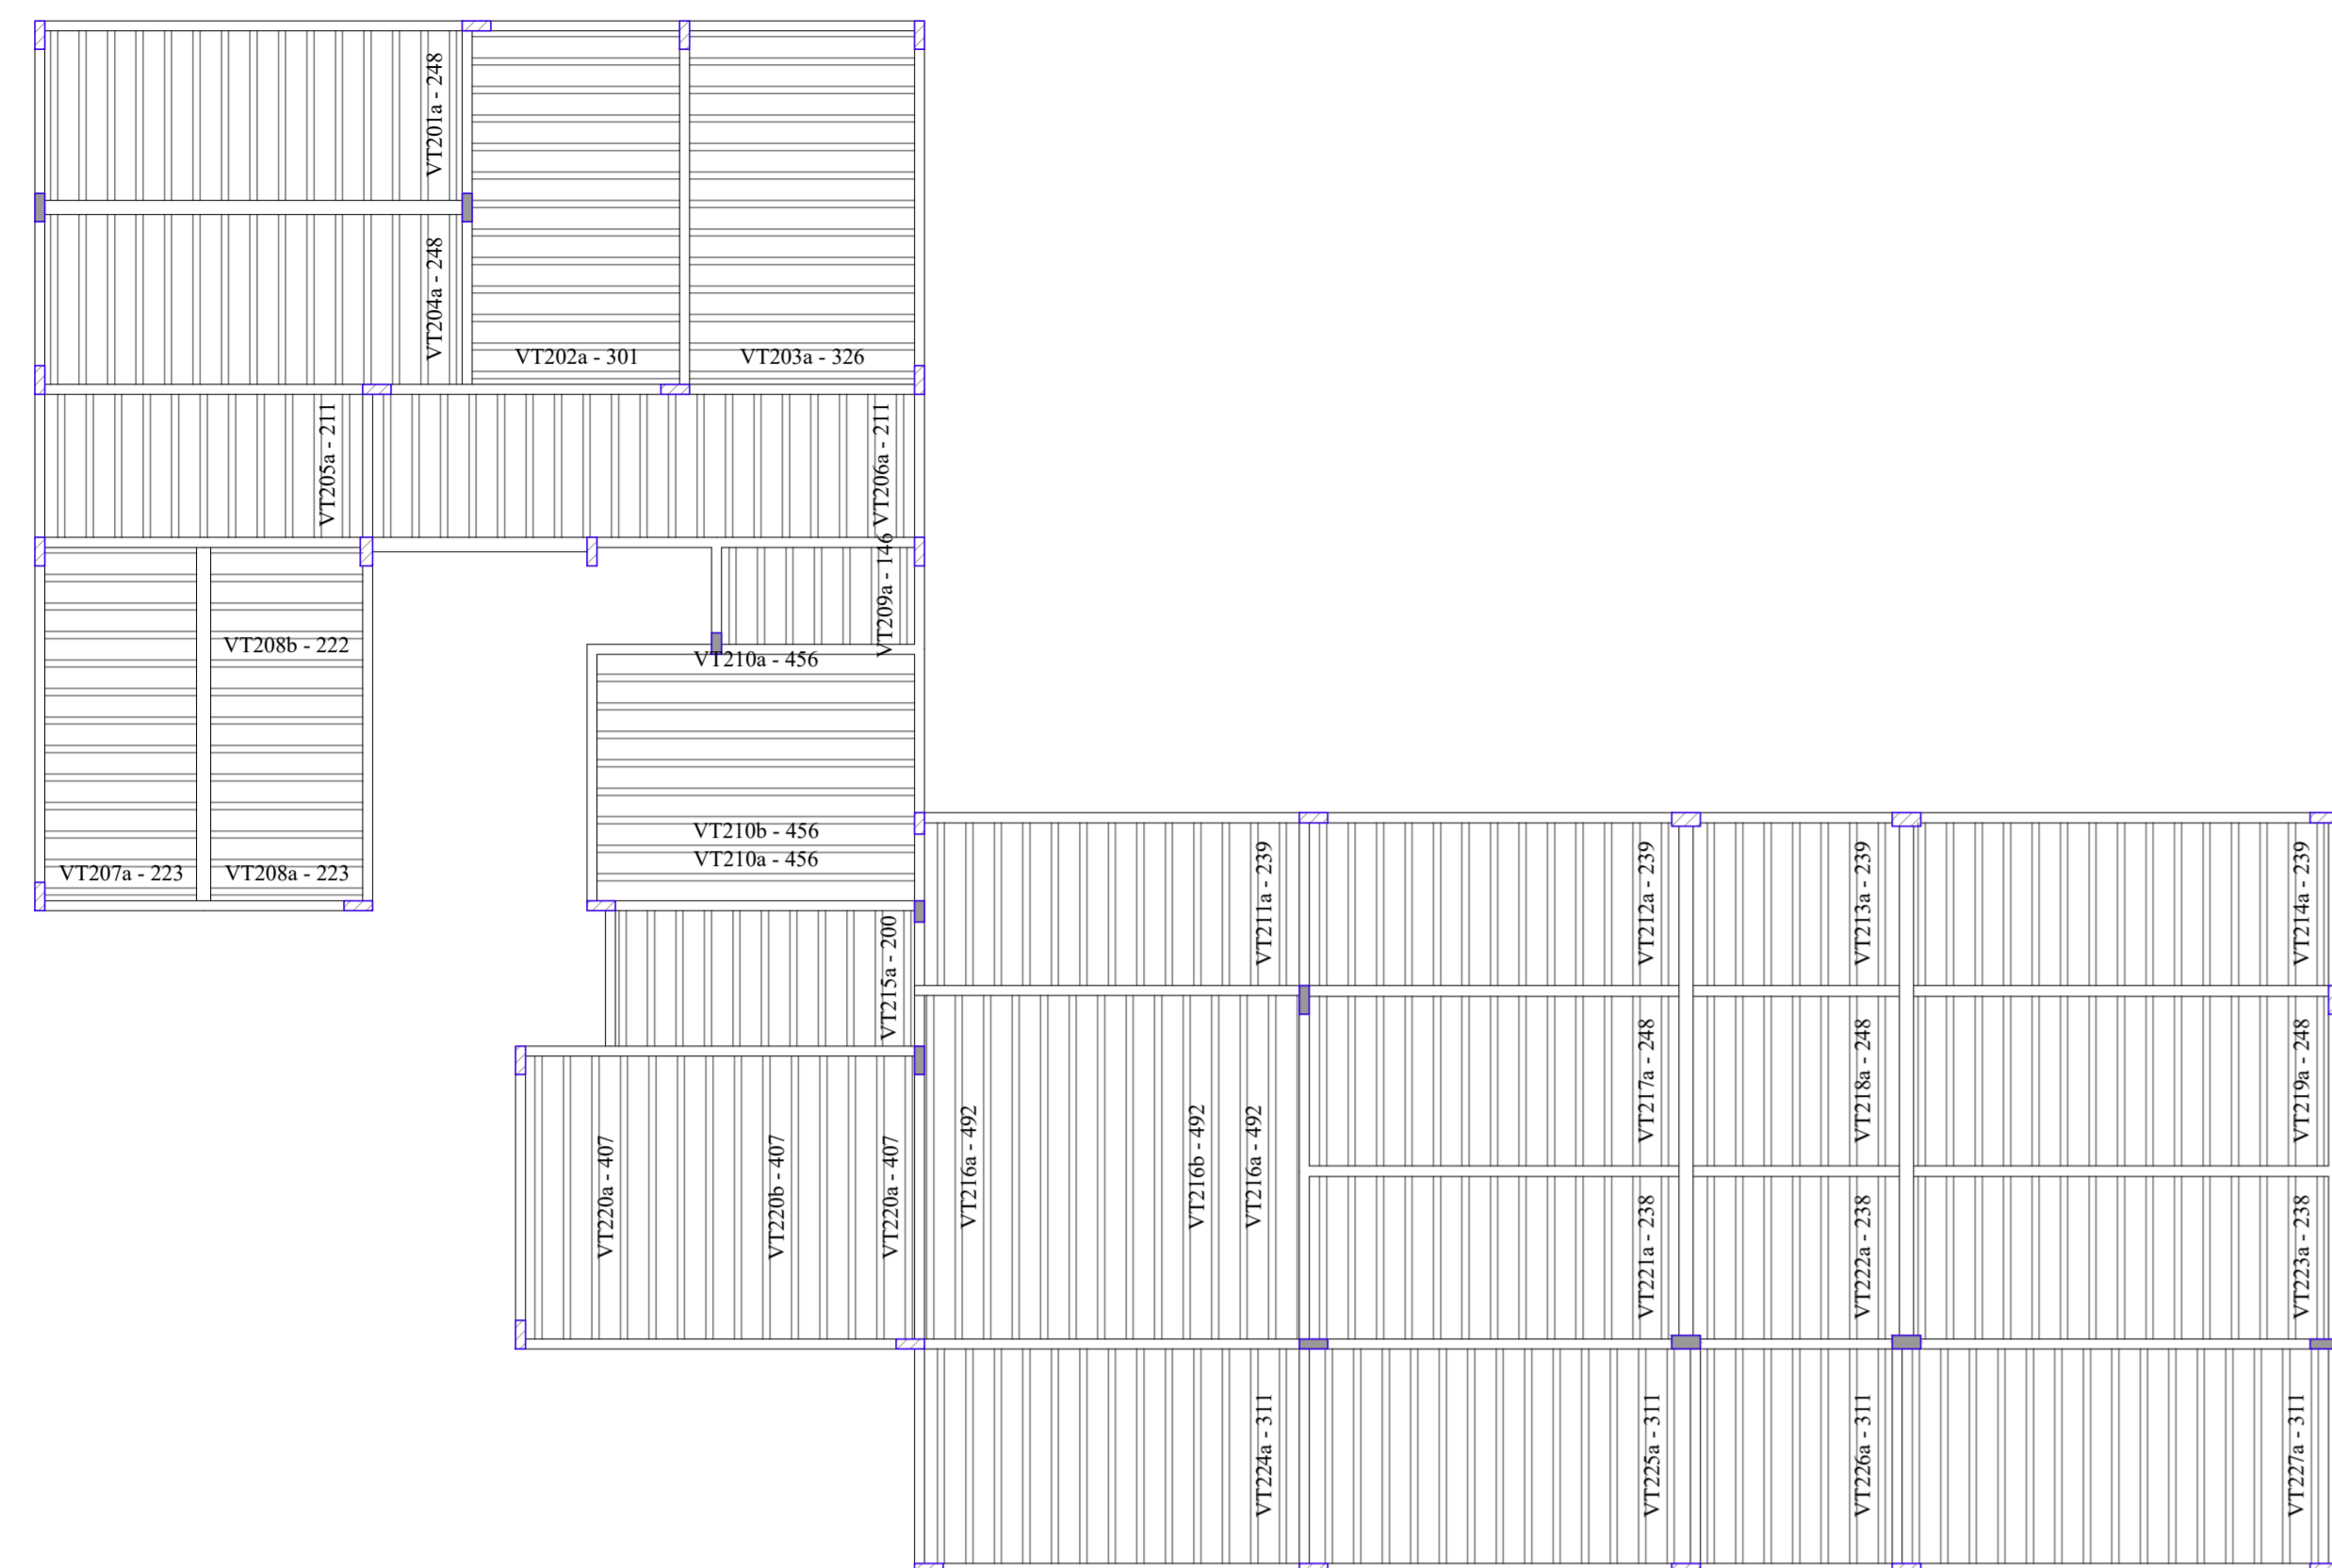 VT201a - 248
VT204a - 248
VT202a - 301
VT203a - 326
VT205a - 211
VT206a - 211
VT209a - 146
VT208b - 222
VT210a - 456
VT210b - 456
VT210a - 456
VT207a - 223
VT208a - 223
VT211a - 239
VT212a - 239
VT213a - 239
VT214a - 239
VT215a - 200
VT216a - 492
VT216b - 492
VT216a - 492
VT217a - 248
VT218a - 248
VT219a - 248
VT220a - 407
VT220b - 407
VT220a - 407
VT221a - 238
VT222a - 238
VT223a - 238
VT224a - 311
VT225a - 311
VT226a - 311
VT227a - 311